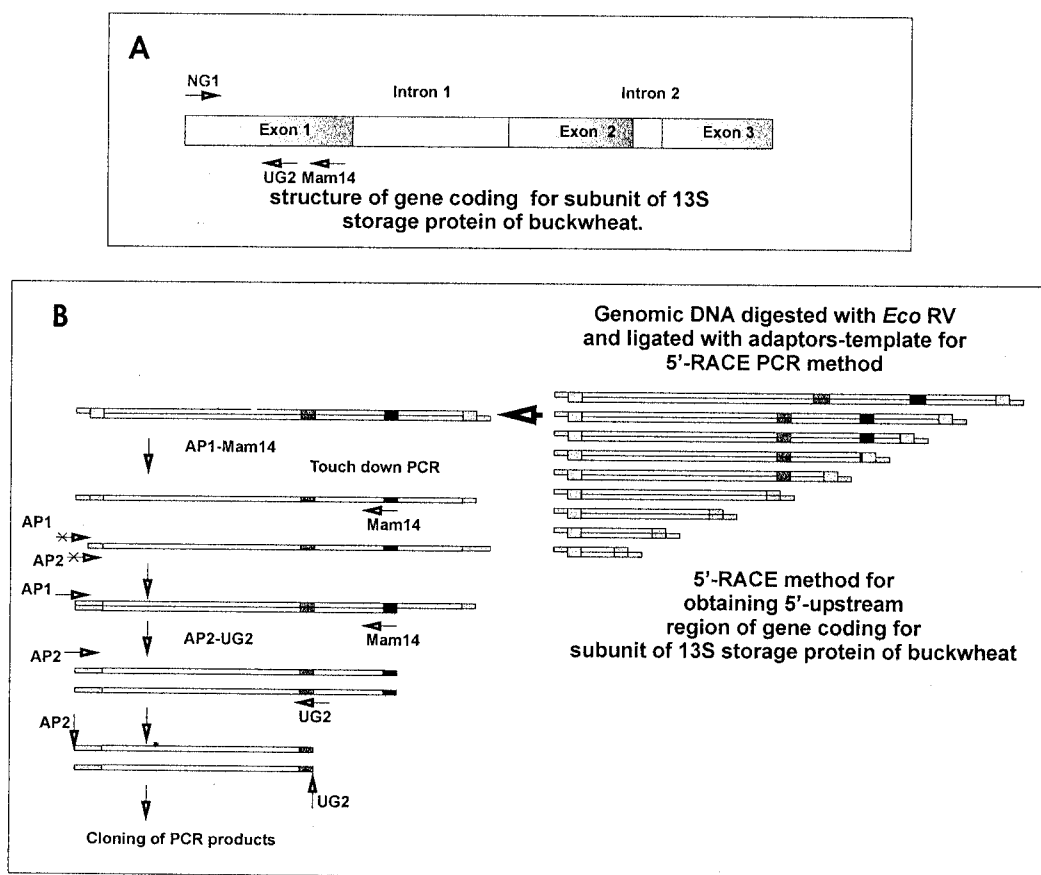 A
NG1
Intron 1
Intron 2
Exon 1
Exon 2
Exon 3
UG2
Mam14
structure of gene coding for subunit of 13S
storage protein of buckwheat.
B
Genomic DNA digested with Eco RV
and ligated with adaptors-template for
5'-RACE PCR method
AP1-Mam14
Touch down PCR
Mam14
AP1
AP2
AP1
Mam14
AP2-UG2
AP2
UG2
AP2
UG2
Cloning of PCR products
5'-RACE method for
obtaining 5'-upstream
region of gene coding for
subunit of 13S storage protein of buckwheat